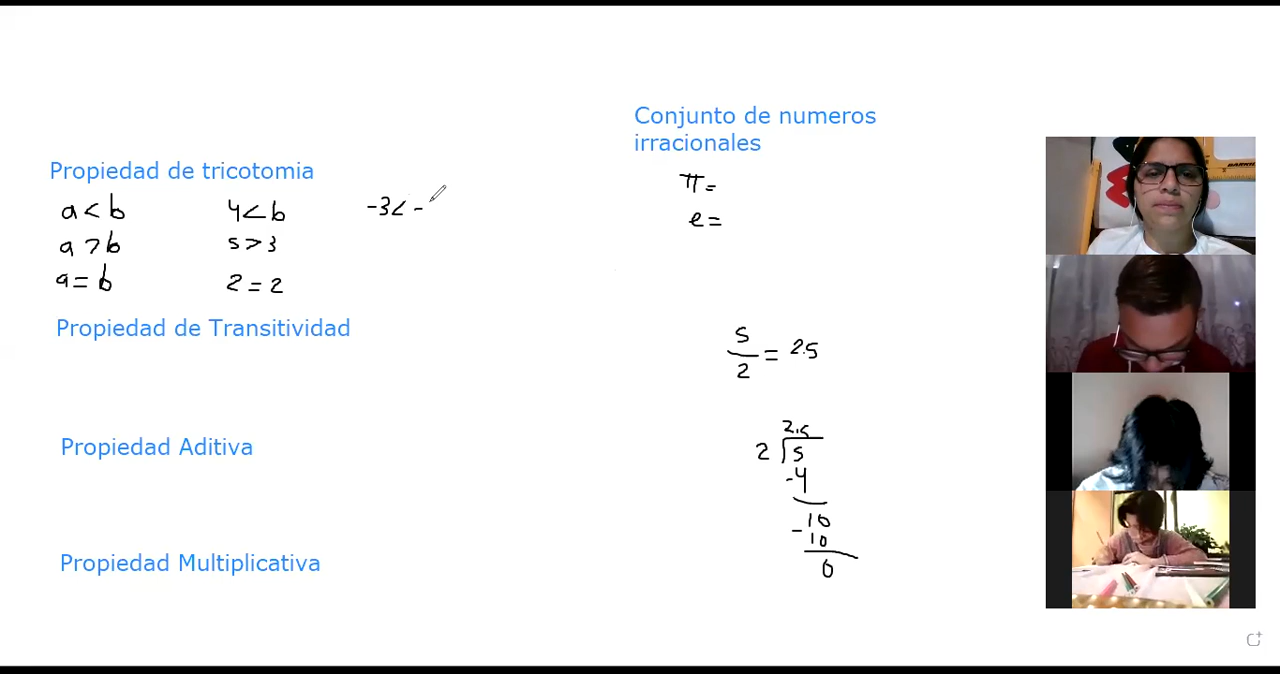 Propiedad de tricotomia
a < b    4 < b    -3 < -
a > b    5 > 3
a = b    2 = 2
Propiedad de Transitividad
Propiedad Aditiva
Propiedad Multiplicativa
Conjunto de numeros
irracionales
π =
e =
5/2 = 2.5
2.5
2 5
-4
-10
10
0